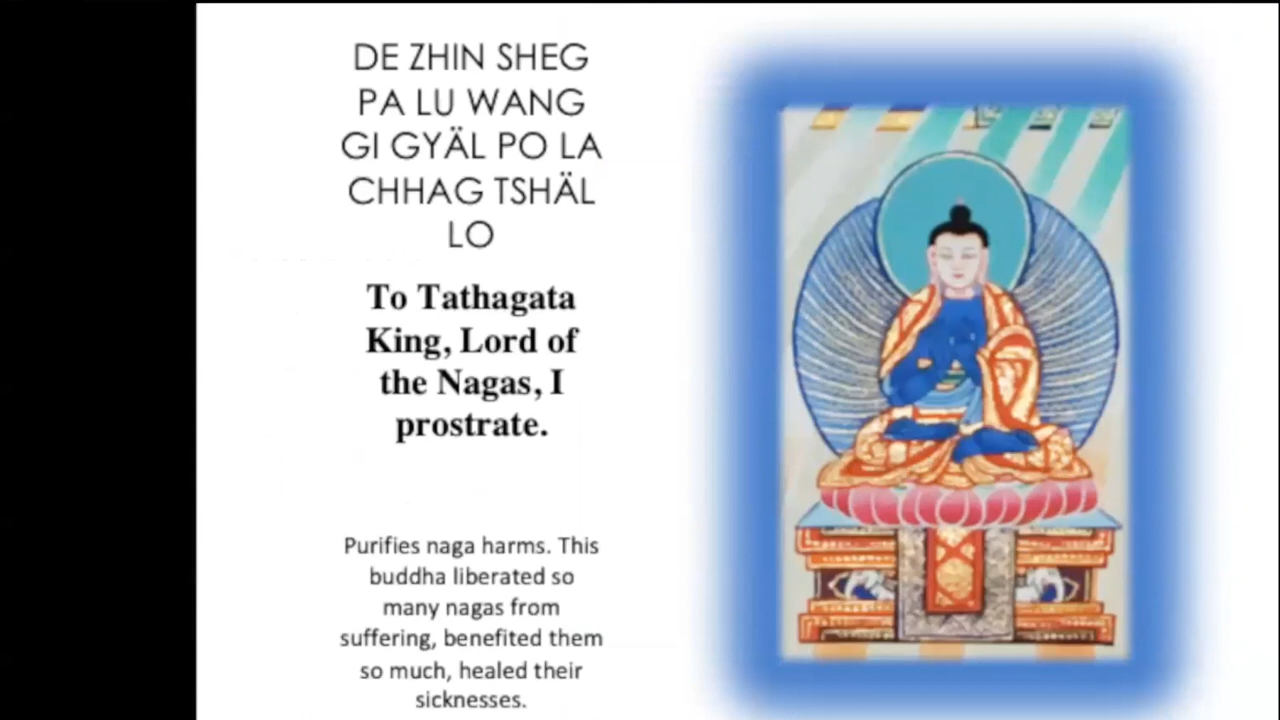 DE ZHIN SHEG
PA LU WANG
GI GYÄL PO LA
CHHAG TSHÄL
LO
To Tathagata
King, Lord of
the Nagas, I
prostrate.
Purifies naga harms. This
buddha liberated so
many nagas from
suffering, benefited them
so much, healed their
sicknesses.